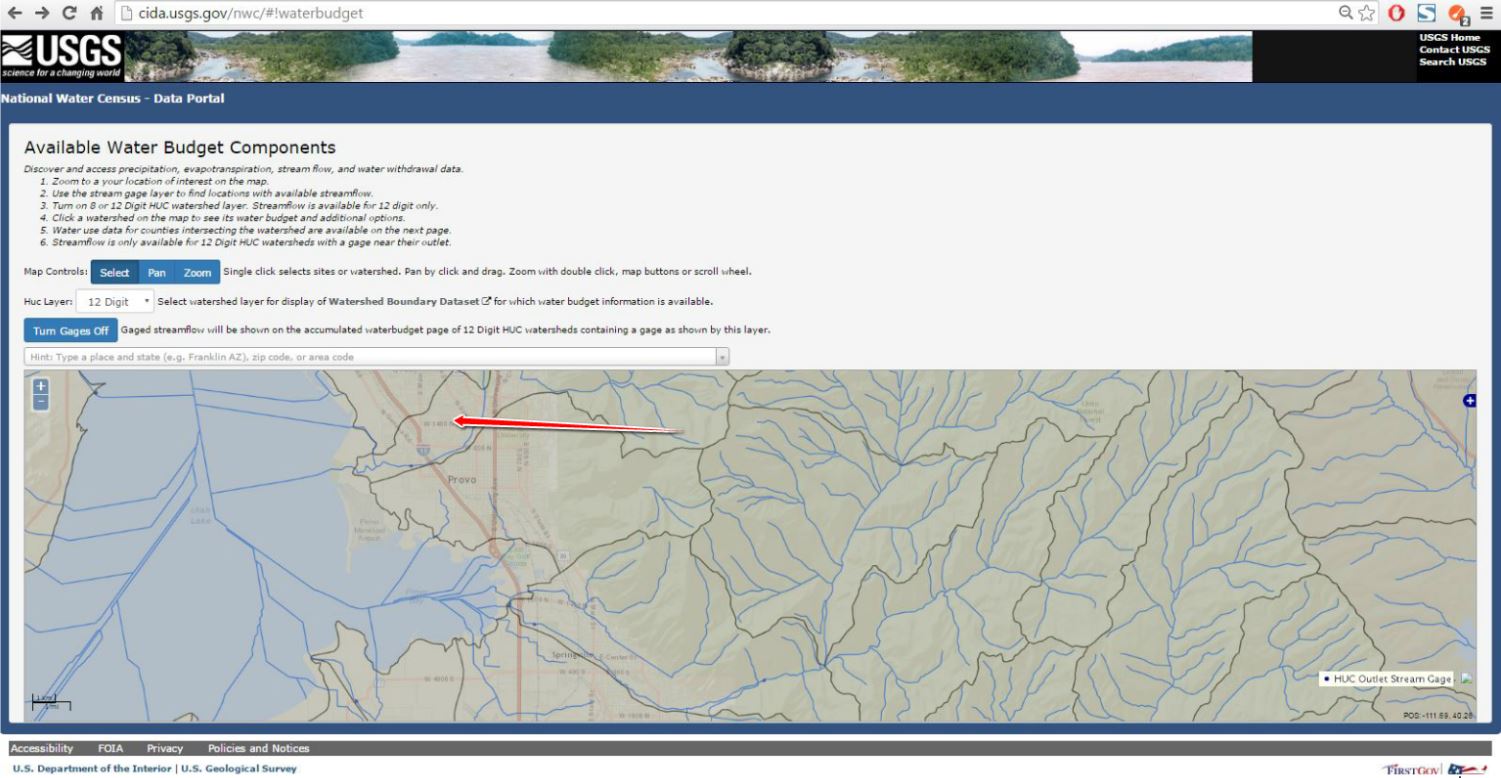 cida.usgs.gov/nwc/#!waterbudget
2
USGS
science for a changing world
USGS Home
Contact USGS
Search USGS
National Water Census - Data Portal
Available Water Budget Components
Discover and access precipitation, evapotranspiration, stream flow, and water withdrawal data.
1. Zoom to a your location of interest on the map.
2. Use the stream gage layer to find locations with available streamflow.
3. Turn on 8 or 12 Digit HUC watershed layer. Streamflow is available for 12 digit only.
4. Click a watershed on the map to see its water budget and additional options.
5. Water use data for counties intersecting the watershed are available on the next page.
6. Streamflow is only available for 12 Digit HUC watersheds with a gage near their outlet.
Map Controls: Select Pan Zoom Single click selects sites or watershed. Pan by click and drag. Zoom with double click, map buttons or scroll wheel.
Huc Layer: 12 Digit Select watershed layer for display of Watershed Boundary Dataset for which water budget information is available.
Turn Gages Off Gaged streamflow will be shown on the accumulated waterbudget page of 12 Digit HUC watersheds containing a gage as shown by this layer.
Hint: Type a place and state (e.g. Franklin AZ), zip code, or area code
+
-
University
Provo
Utah
Lake
E Center St
W 4000 S
HUC Outlet Stream Gage
POS:-111.69, 40.26
Accessibility FOIA Privacy Policies and Notices
U.S. Department of the Interior | U.S. Geological Survey
FIRSTGOV